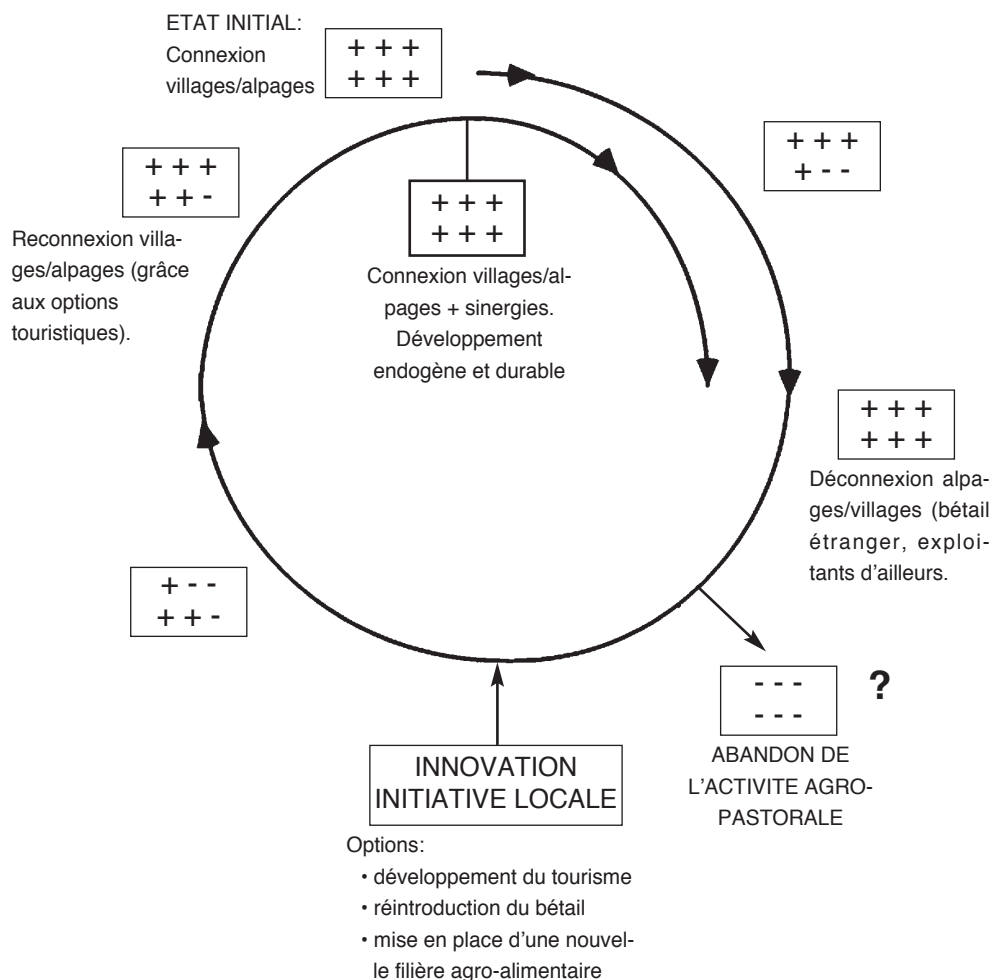 ETAT INITIAL:
Connexion
villages/alpages
+ + +
+ + +
+ + +
+ - -
+ + +
+ + -
Reconnexion villa-
ges/alpages (grâce
aux options
touristiques).
+ + +
+ + +
Connexion villages/al-
pages + sinergies.
Développement
endogène et durable
+ + +
+ + +
Déconnexion alpa-
ges/villages (bétail
étranger, exploi-
tants d'ailleurs.
+ - -
+ + -
- - -
- - -
?
ABANDON DE
L'ACTIVITE AGRO-
PASTORALE
INNOVATION
INITIATIVE LOCALE
Options:
• développement du tourisme
• réintroduction du bétail
• mise en place d'une nouvel-
le filière agro-alimentaire